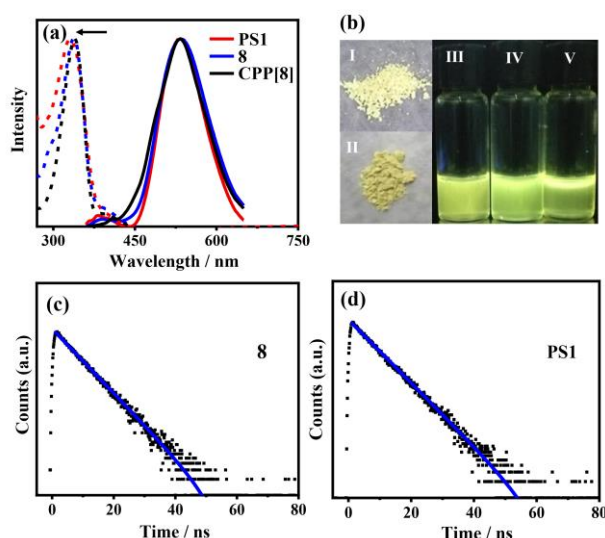 (a)
PS1
8
CPP[8]
Intensity
300 450 600 750
Wavelength / nm
(b)
I
II
III IV V
(c)
8
Counts (a.u.)
0 20 40 60 80
Time / ns
(d)
PS1
Counts (a.u.)
0 20 40 60 80
Time / ns